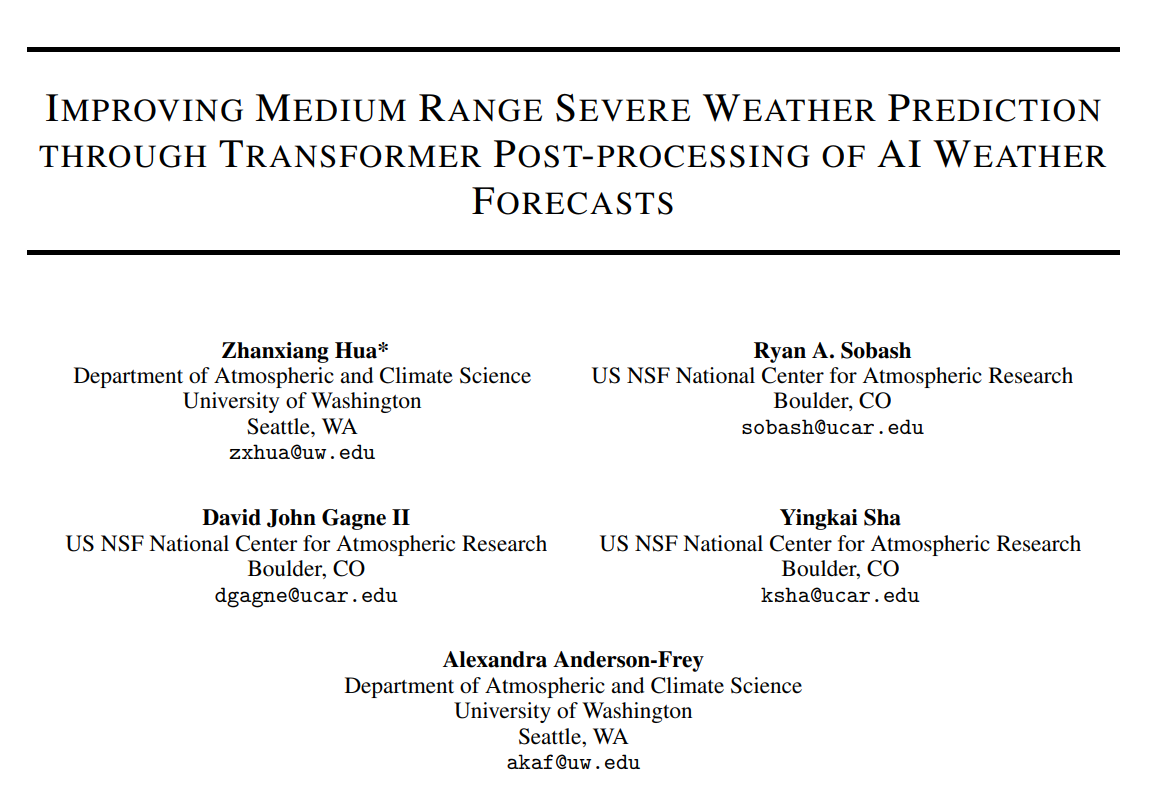 IMPROVING MEDIUM RANGE SEVERE WEATHER PREDICTION
THROUGH TRANSFORMER POST-PROCESSING OF AI WEATHER
FORECASTS
Zhanxiang Hua*
Department of Atmospheric and Climate Science
University of Washington
Seattle, WA
zxhua@uw.edu
Ryan A. Sobash
US NSF National Center for Atmospheric Research
Boulder, CO
sobash@ucar.edu
David John Gagne II
US NSF National Center for Atmospheric Research
Boulder, CO
dgagne@ucar.edu
Yingkai Sha
US NSF National Center for Atmospheric Research
Boulder, CO
ksha@ucar.edu
Alexandra Anderson-Frey
Department of Atmospheric and Climate Science
University of Washington
Seattle, WA
akaf@uw.edu